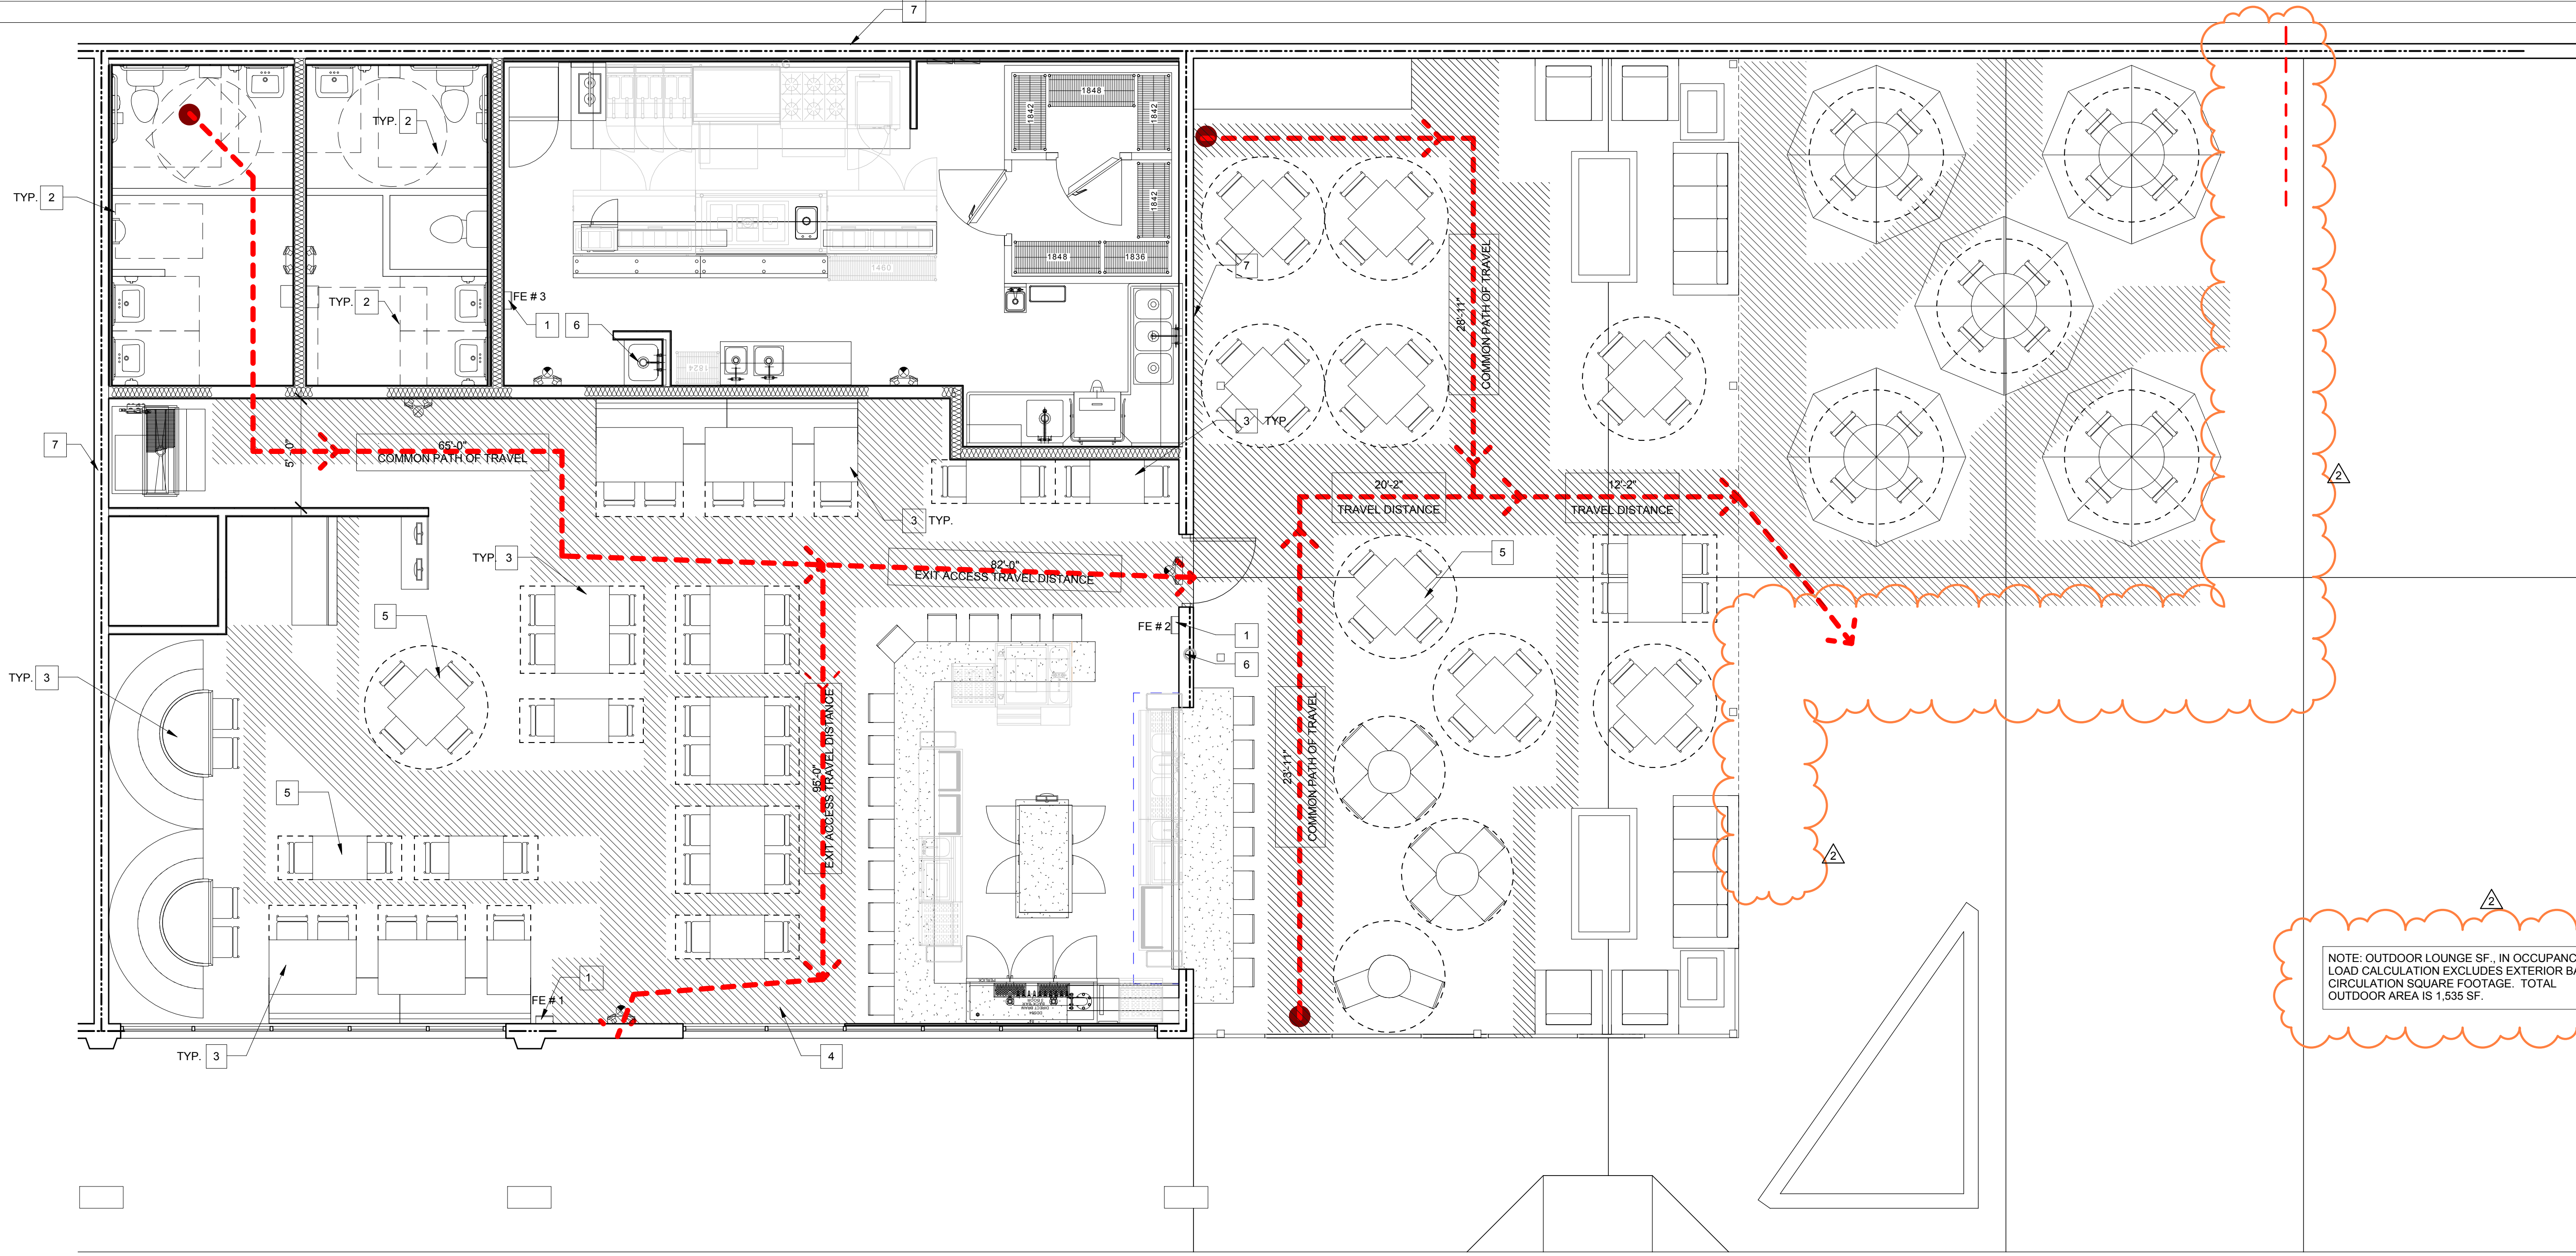 7
1848
1842
1842
TYP. 2
1842
TYP. 2
1848
1836
1460
7
FE # 3
TYP. 2
1
6
28'-11"
COMMON PATH OF TRAVEL
1824
3 TYP.
7
65'-0"
COMMON PATH OF TRAVEL
5'-0"
2
20'-2"
TRAVEL DISTANCE
12'-2"
TRAVEL DISTANCE
3 TYP.
TYP. 3
5
82'-0"
EXIT ACCESS TRAVEL DISTANCE
5
FE # 2
1
6
TYP. 3
95'-0"
EXIT ACCESS TRAVEL DISTANCE
23'-11"
COMMON PATH OF TRAVEL
5
2
2
NOTE: OUTDOOR LOUNGE SF., IN OCCUPANC
LOAD CALCULATION EXCLUDES EXTERIOR BA
CIRCULATION SQUARE FOOTAGE. TOTAL
OUTDOOR AREA IS 1,535 SF.
3
1
FE # 1
TYP. 3
4